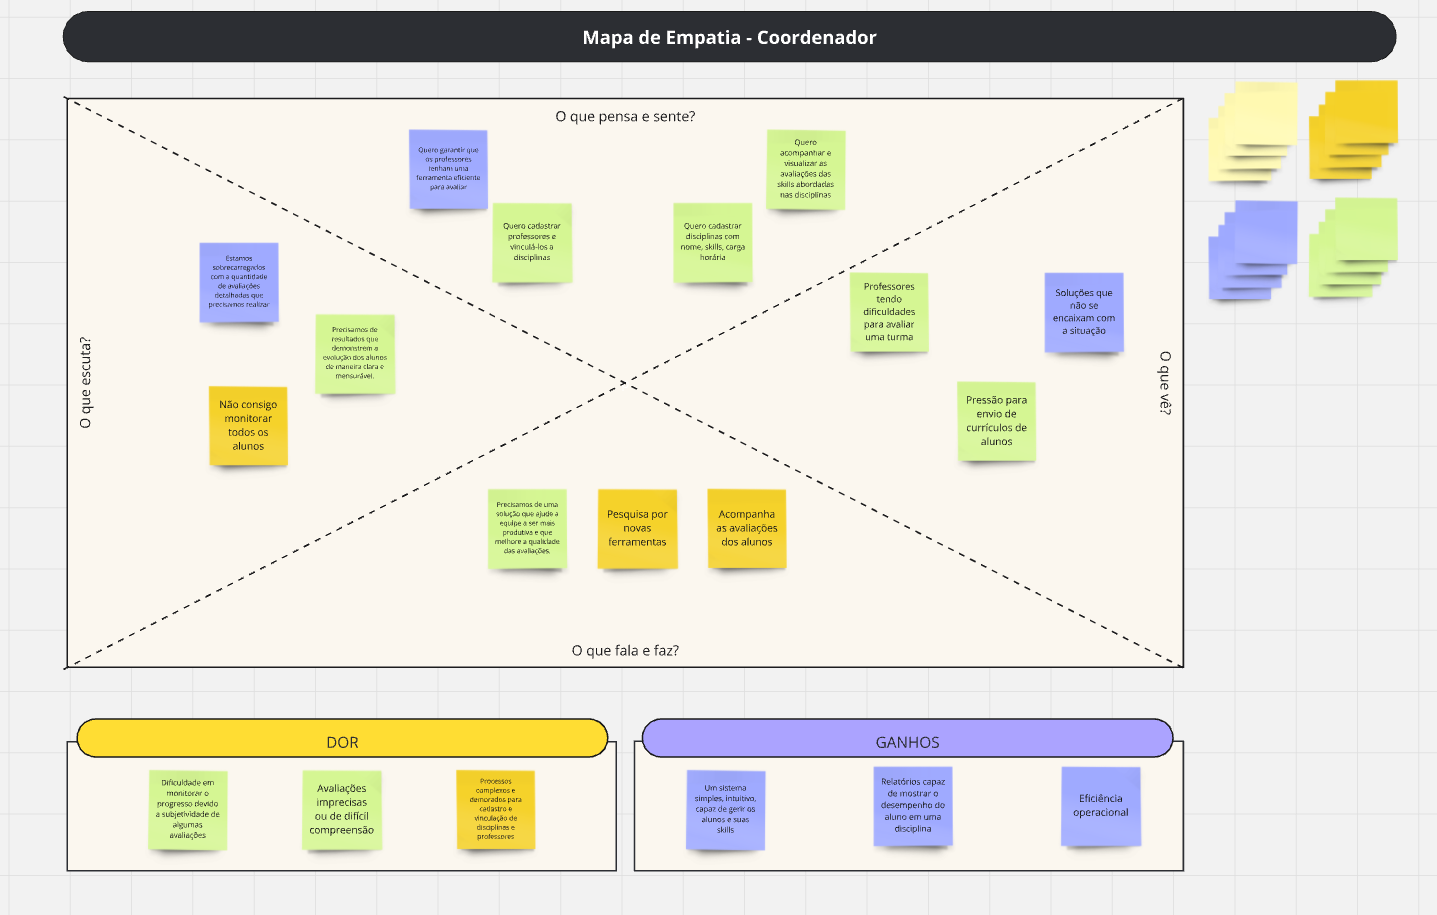 Mapa de Empatia - Coordenador
O que pensa e sente?
Quero garantir que
os professores
tenham uma
ferramenta eficiente
para avaliar
Quero cadastrar
professores e
vinculá-los a
disciplinas
Quero cadastrar
disciplinas com
nome, skills, carga
horária
Quero
acompanhar e
visualizar as
avaliações das
skills abordadas
nas disciplinas
O que escuta?
Estamos
sobrecarregados
com a quantidade
de avaliações
detalhadas que
precisamos realizar
Precisamos de
resultados que
demonstrem a
evolução dos alunos
de maneira clara e
mensurável.
Não consigo
monitorar
todos os
alunos
O que vê?
Professores
tendo
dificuldades
para avaliar
uma turma
Soluções que
não se
encaixam com
a situação
Pressão para
envio de
currículos de
alunos
Precisamos de uma
solução que ajude a
equipe a ser mais
produtiva e que
melhore a qualidade
das avaliações.
Pesquisa por
novas
ferramentas
Acompanha
as avaliações
dos alunos
O que fala e faz?
DOR
Dificuldade em
monitorar o
progresso devido
a subjetividade de
algumas
avaliações
Avaliações
imprecisas
ou de difícil
compreensão
Processos
complexos e
demorados para
cadastro e
vinculação de
disciplinas e
professores
GANHOS
Um sistema
simples, intuitivo,
capaz de gerir os
alunos e suas
skills
Relatórios capaz
de mostrar o
desempenho do
aluno em uma
disciplina
Eficiência
operacional